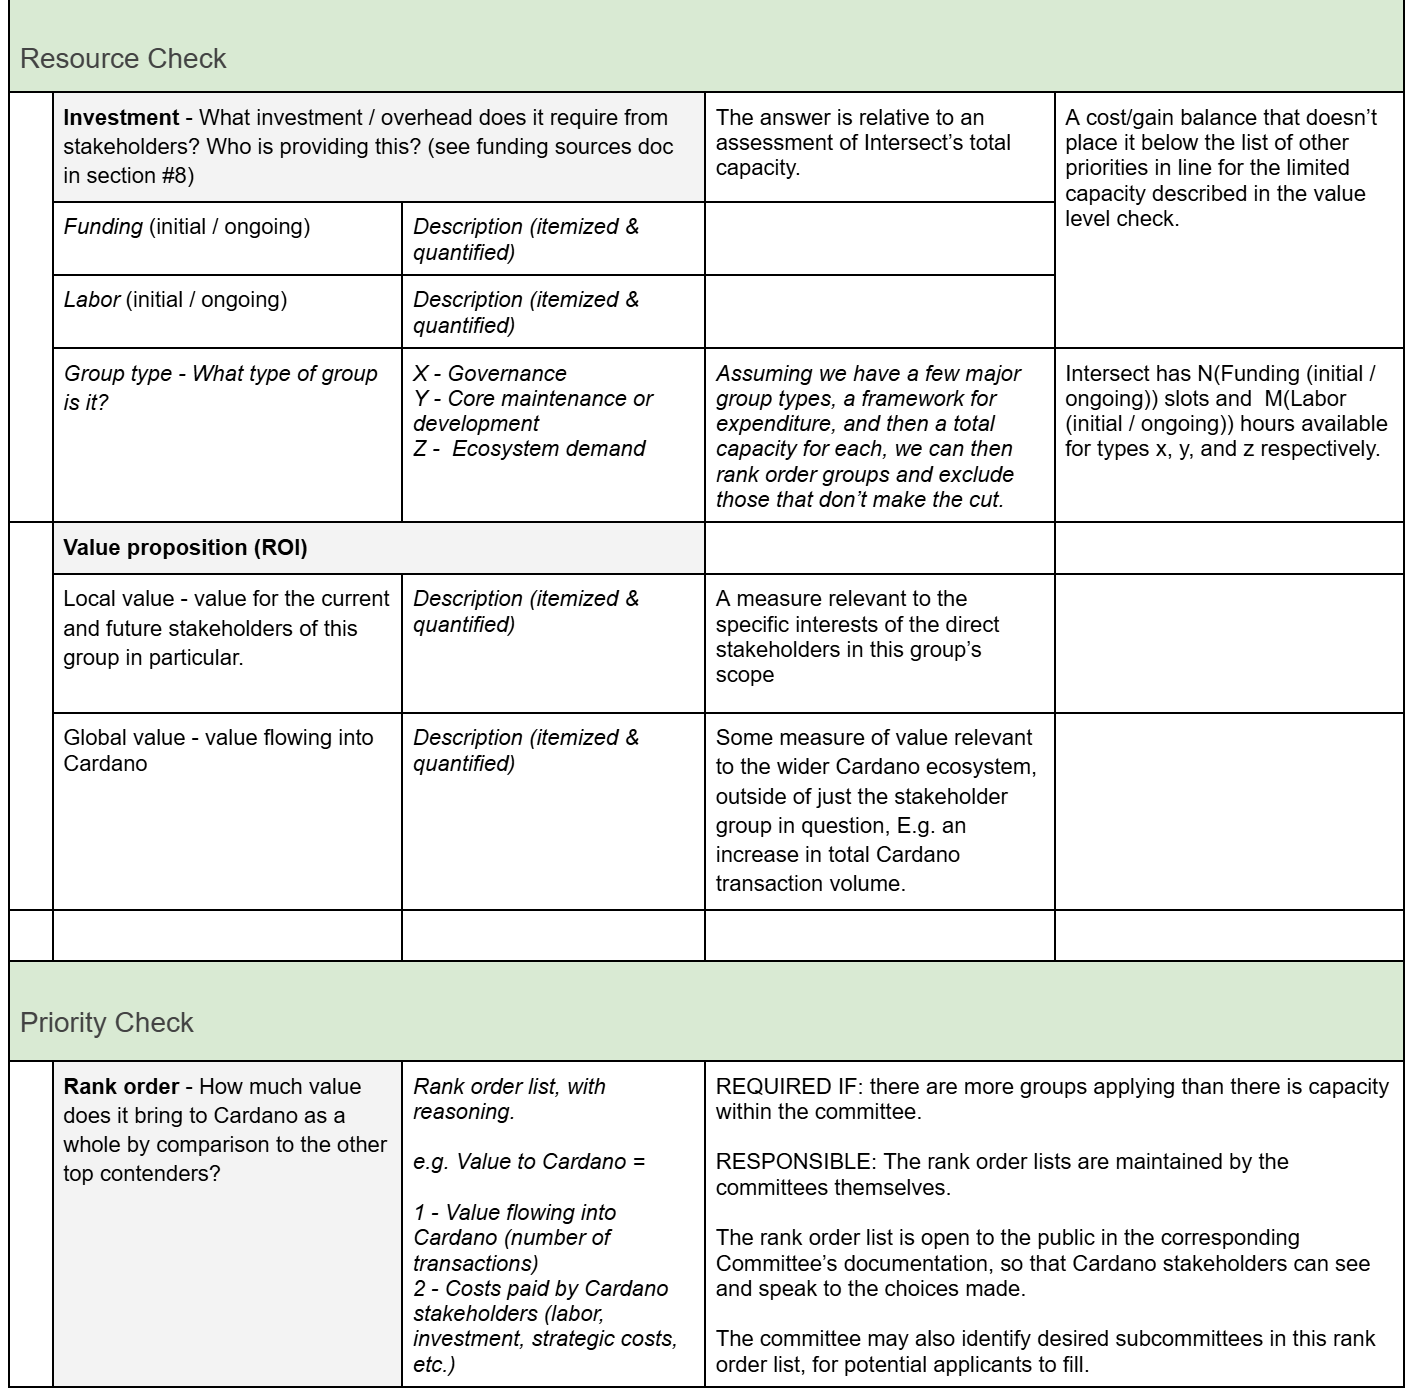 Resource Check
Investment - What investment / overhead does it require from
stakeholders? Who is providing this? (see funding sources doc
in section #8)
The answer is relative to an
assessment of Intersect’s total
capacity.
A cost/gain balance that doesn’t
place it below the list of other
priorities in line for the limited
capacity described in the value
level check.
Funding (initial / ongoing)
Description (itemized &
quantified)
Labor (initial / ongoing)
Description (itemized &
quantified)
Group type - What type of group
is it?
X - Governance
Y - Core maintenance or
development
Z -  Ecosystem demand
Assuming we have a few major
group types, a framework for
expenditure, and then a total
capacity for each, we can then
rank order groups and exclude
those that don’t make the cut.
Intersect has N(Funding (initial /
ongoing)) slots and  M(Labor
(initial / ongoing)) hours available
for types x, y, and z respectively.
Value proposition (ROI)
Local value - value for the current
and future stakeholders of this
group in particular.
Description (itemized &
quantified)
A measure relevant to the
specific interests of the direct
stakeholders in this group’s
scope
Global value - value flowing into
Cardano
Description (itemized &
quantified)
Some measure of value relevant
to the wider Cardano ecosystem,
outside of just the stakeholder
group in question, E.g. an
increase in total Cardano
transaction volume.
Priority Check
Rank order - How much value
does it bring to Cardano as a
whole by comparison to the other
top contenders?
Rank order list, with
reasoning.
e.g. Value to Cardano =
1 - Value flowing into
Cardano (number of
transactions)
2 - Costs paid by Cardano
stakeholders (labor,
investment, strategic costs,
etc.)
REQUIRED IF: there are more groups applying than there is capacity
within the committee.
RESPONSIBLE: The rank order lists are maintained by the
committees themselves.
The rank order list is open to the public in the corresponding
Committee’s documentation, so that Cardano stakeholders can see
and speak to the choices made.
The committee may also identify desired subcommittees in this rank
order list, for potential applicants to fill.